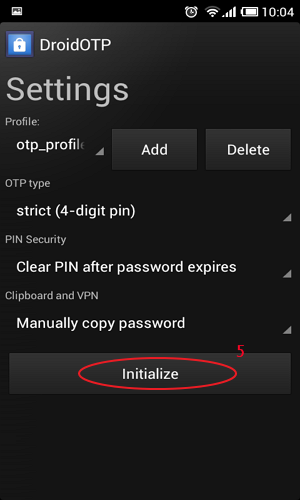 10:04
DroidOTP
Settings
Profile:
otp_profile Add Delete
OTP type
strict (4-digit pin)
PIN Security
Clear PIN after password expires
Clipboard and VPN
Manually copy password
5
Initialize